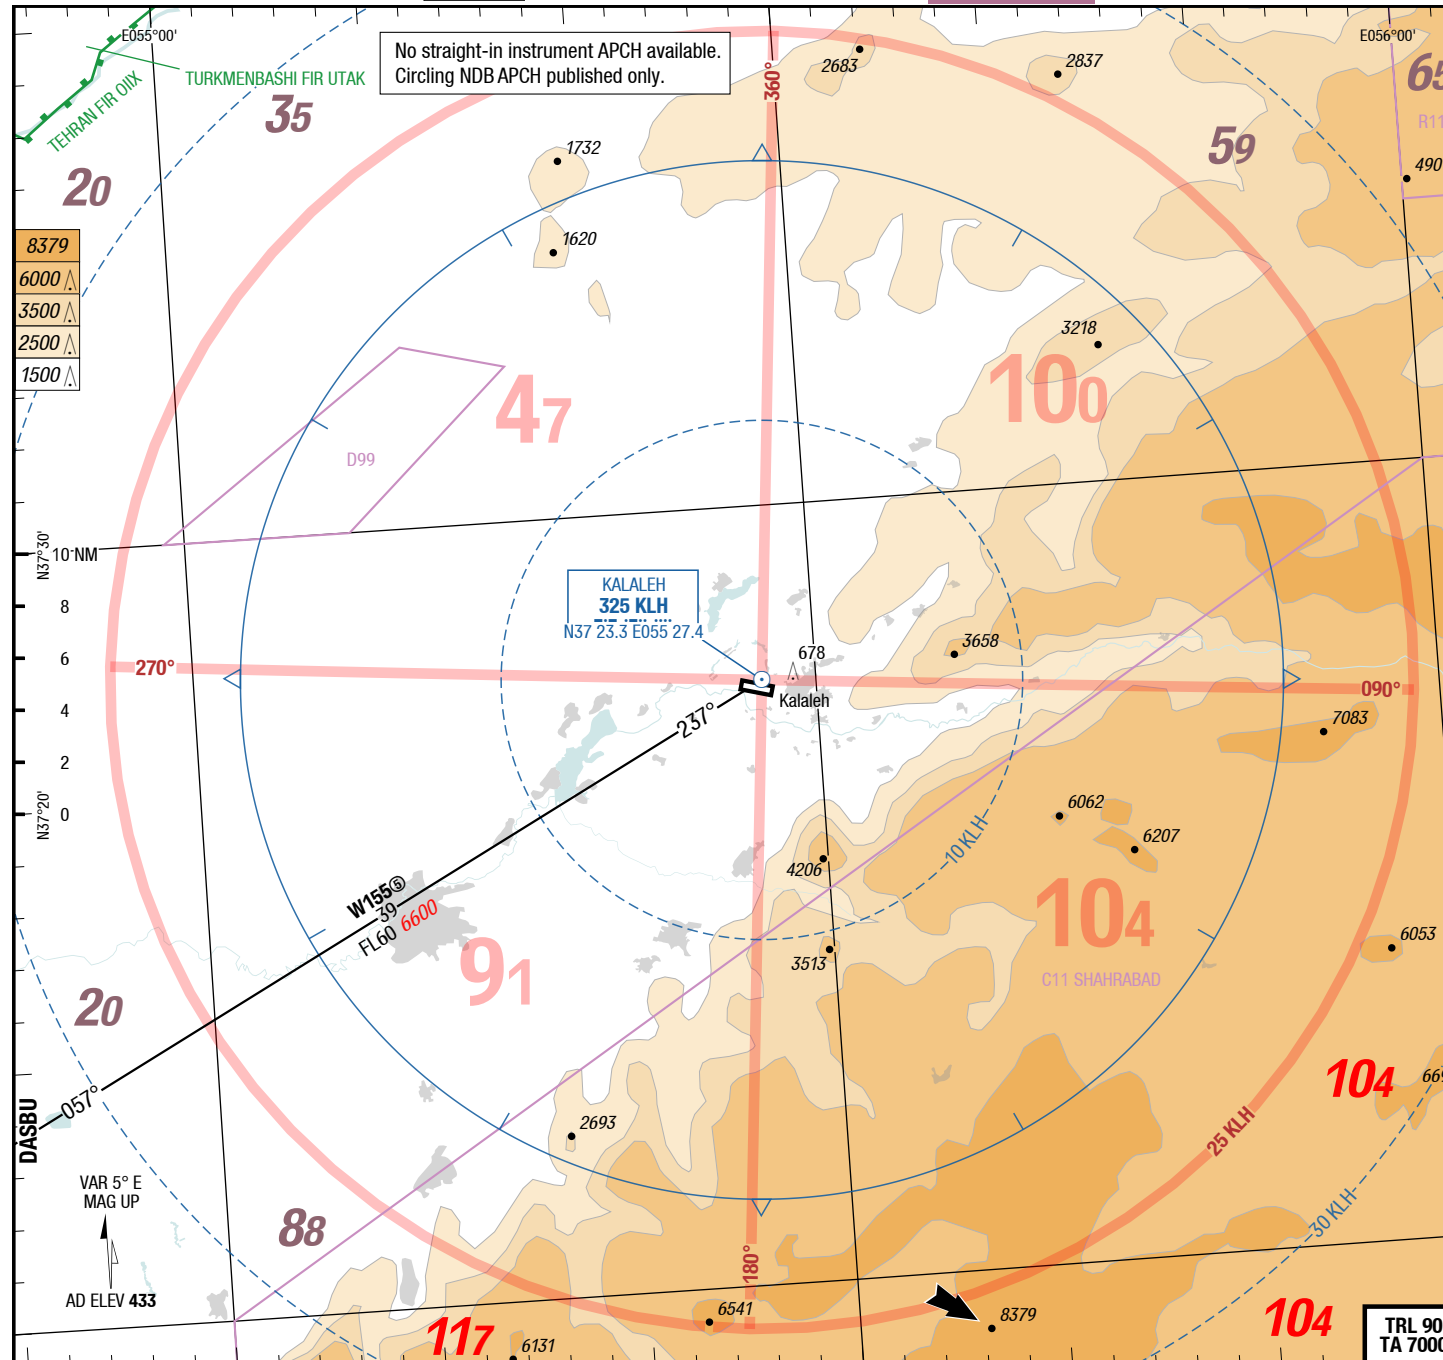 E055°00'
E056°00'
No straight-in instrument APCH available.
Circling NDB APCH published only.
TURKMENBASHI FIR UTAK
TEHRAN FIR OIIX
35
20
59
65
R11
360°
2683
2837
490
1732
1620
8379
6000
3500
2500
1500
3218
47
100
D99
N37°30'
10 NM
8
6
4
2
0
N37°20'
KALALEH
325 KLH
N37 23.3 E055 27.4
678
Kalaleh
3658
270°
090°
237°
7083
6062
6207
10 KLH
4206
W155⑤
39
FL60 6600
91
104
C11 SHAHRABAD
3513
6053
20
057°
DASBU
104
669
25 KLH
2693
VAR 5° E
MAG UP
AD ELEV 433
88
30 KLH
180°
6541
8379
117
6131
104
TRL 90
TA 7000